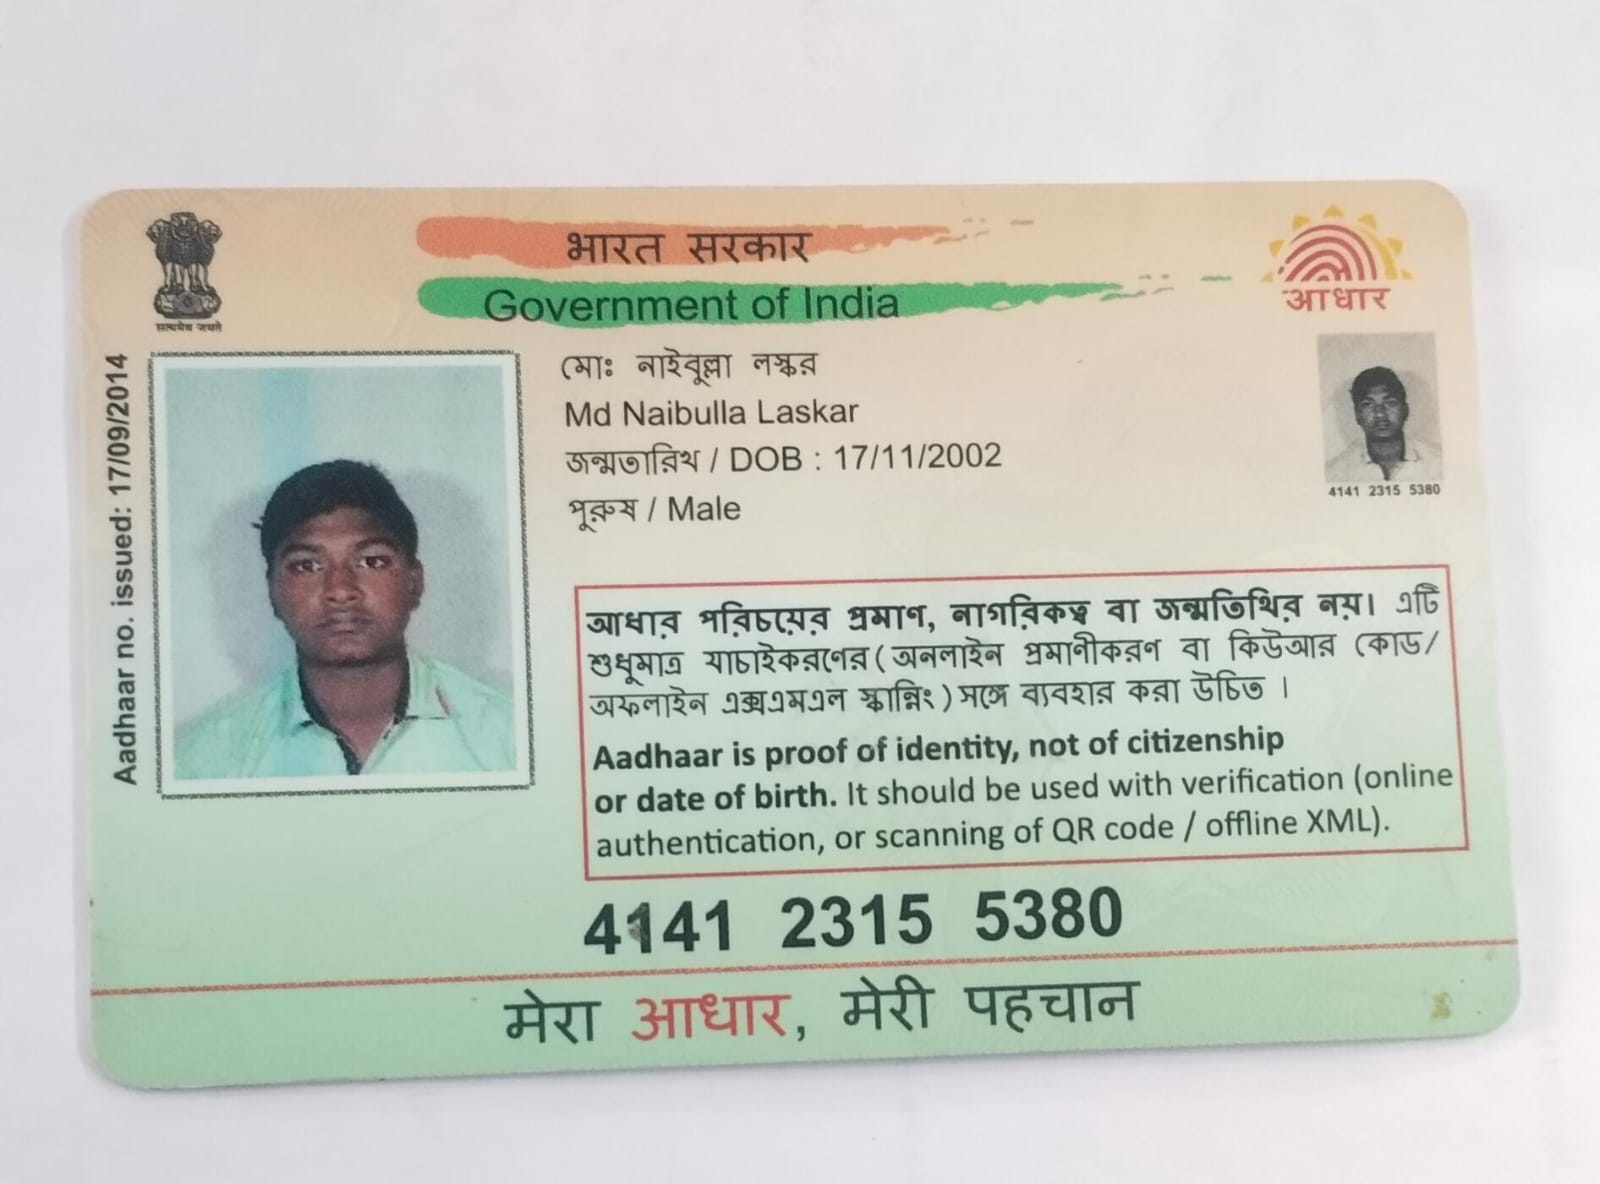 भारत सरकार
Government of India
सत्यमेव जयते
आधार
Aadhaar no. issued: 17/09/2014
মোঃ নাইবুল্লা লস্কর
Md Naibulla Laskar
জন্মতারিখ / DOB : 17/11/2002
পুরুষ / Male
4141 2315 5380
আধার পরিচয়ের প্রমাণ, নাগরিকত্ব বা জন্মতিথির নয়। এটি
শুধুমাত্র যাচাইকরণের (অনলাইন প্রমাণীকরণ বা কিউআর কোড/
অফলাইন এক্সএমএল স্ক্যানিং) সঙ্গে ব্যবহার করা উচিত ।
Aadhaar is proof of identity, not of citizenship
or date of birth. It should be used with verification (online
authentication, or scanning of QR code / offline XML).
4141 2315 5380
मेरा आधार, मेरी पहचान